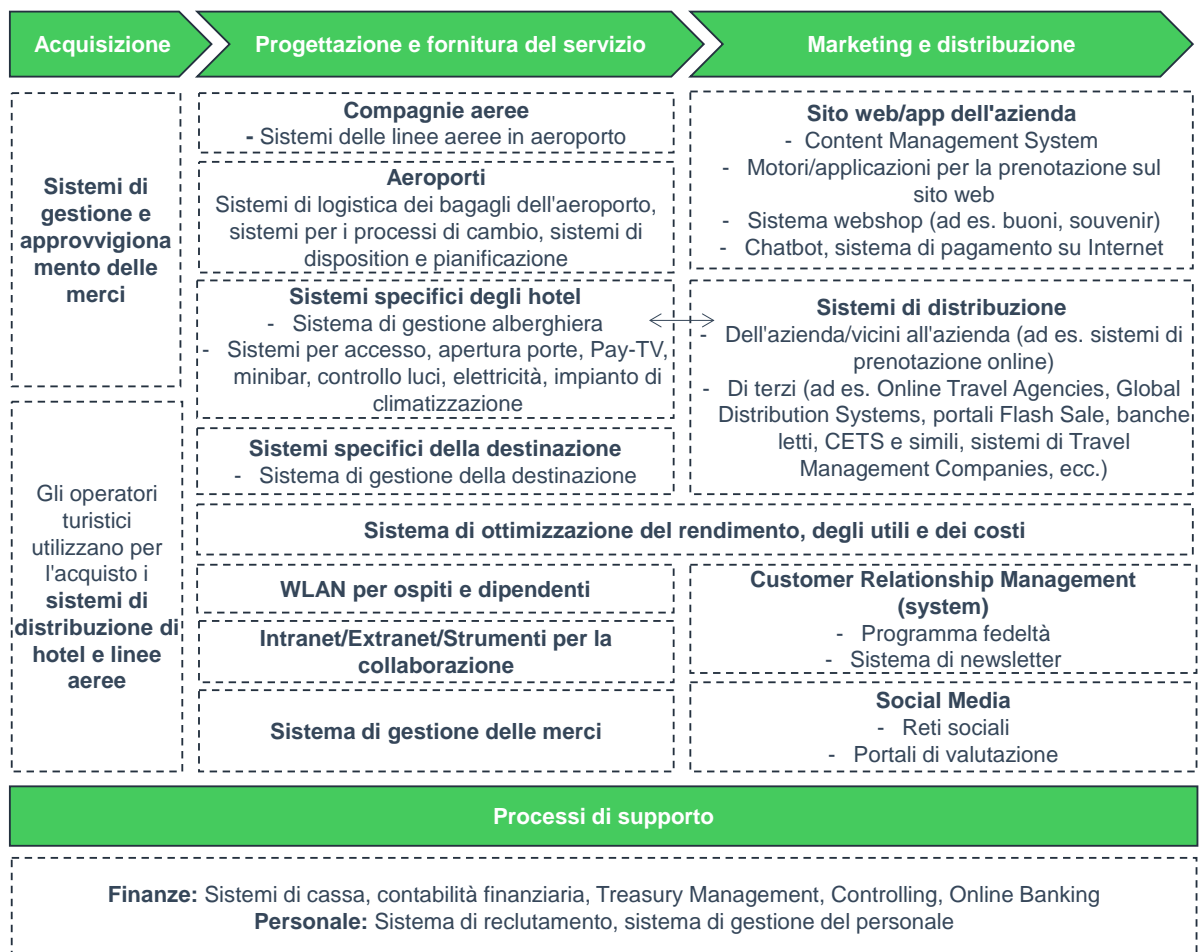 Acquisizione
Progettazione e fornitura del servizio
Marketing e distribuzione
Sistemi di
gestione e
approvvigiona
mento delle
merci
Gli operatori
turistici
utilizzano per
l'acquisto i
sistemi di
distribuzione di
hotel e linee
aeree
Compagnie aeree
- Sistemi delle linee aeree in aeroporto
Aeroporti
Sistemi di logistica dei bagagli dell'aeroporto,
sistemi per i processi di cambio, sistemi di
disposition e pianificazione
Sistemi specifici degli hotel
- Sistema di gestione alberghiera
- Sistemi per accesso, apertura porte, Pay-TV,
minibar, controllo luci, elettricità, impianto di
climatizzazione
Sistemi specifici della destinazione
- Sistema di gestione della destinazione
Sito web/app dell'azienda
- Content Management System
- Motori/applicazioni per la prenotazione sul
sito web
- Sistema webshop (ad es. buoni, souvenir)
- Chatbot, sistema di pagamento su Internet
Sistemi di distribuzione
- Dell'azienda/vicini all'azienda (ad es. sistemi di
prenotazione online)
- Di terzi (ad es. Online Travel Agencies, Global
Distribution Systems, portali Flash Sale, banche
letti, CETS e simili, sistemi di Travel
Management Companies, ecc.)
Sistema di ottimizzazione del rendimento, degli utili e dei costi
WLAN per ospiti e dipendenti
Intranet/Extranet/Strumenti per la
collaborazione
Sistema di gestione delle merci
Customer Relationship Management
(system)
- Programma fedeltà
- Sistema di newsletter
Social Media
- Reti sociali
- Portali di valutazione
Processi di supporto
Finanze: Sistemi di cassa, contabilità finanziaria, Treasury Management, Controlling, Online Banking
Personale: Sistema di reclutamento, sistema di gestione del personale